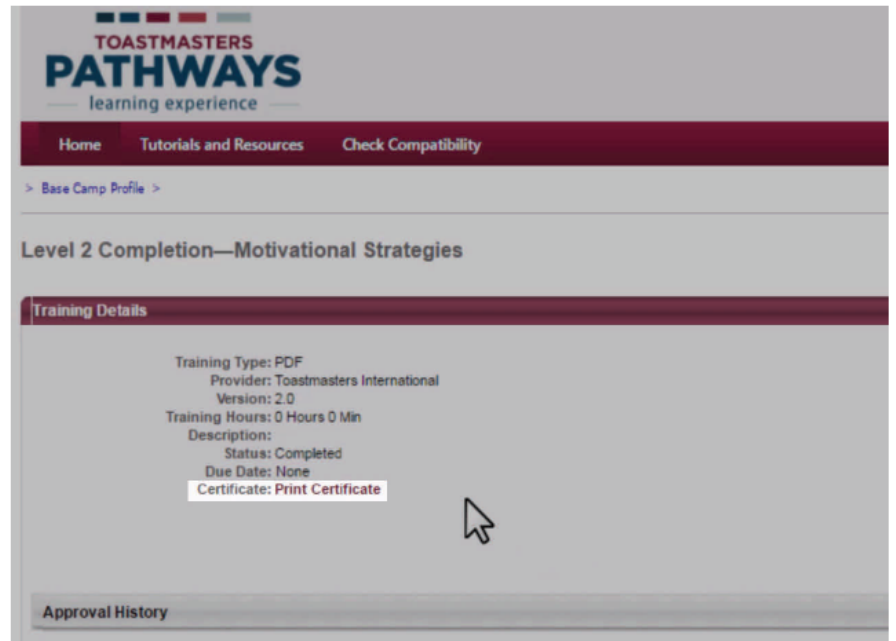 TOASTMASTERS
PATHWAYS
learning experience
Home Tutorials and Resources Check Compatibility
> Base Camp Profile >
Level 2 Completion—Motivational Strategies
Training Details
Training Type: PDF
Provider: Toastmasters International
Version: 2.0
Training Hours: 0 Hours 0 Min
Description:
Status: Completed
Due Date: None
Certificate: Print Certificate
Approval History